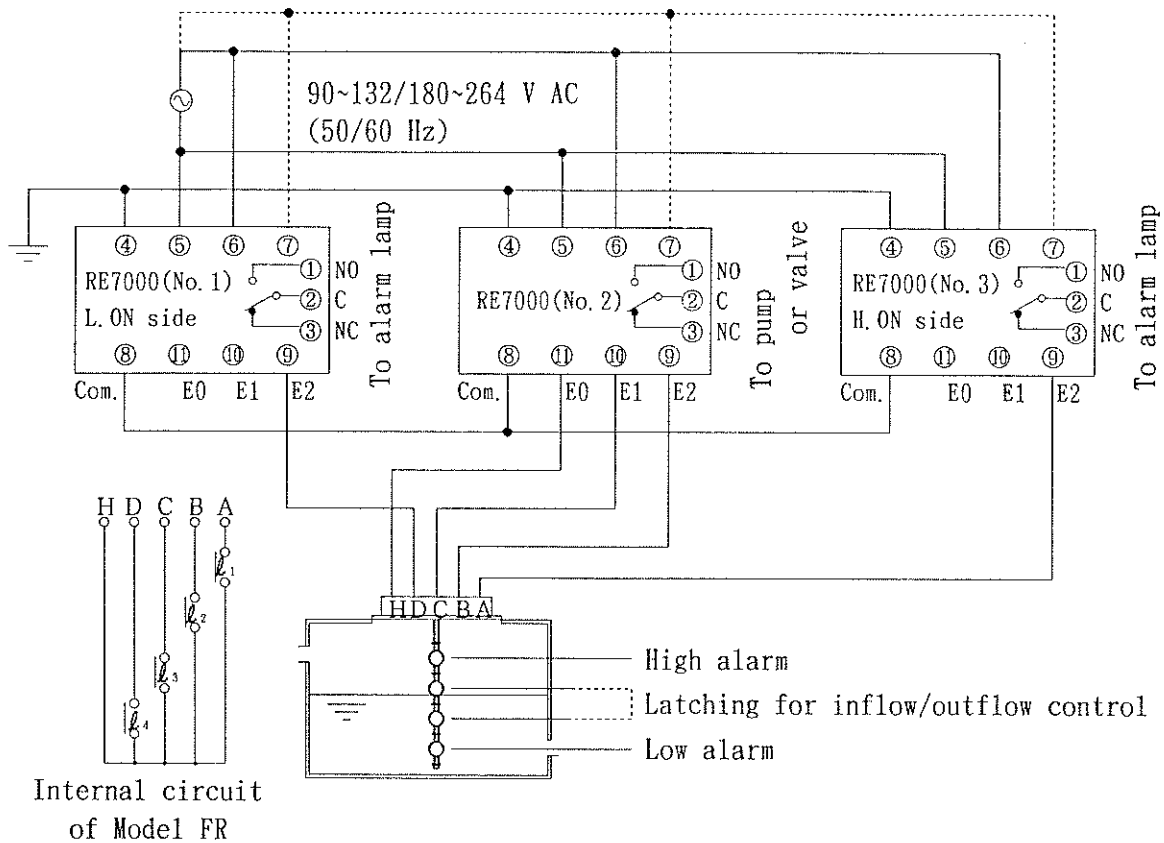 90~132/180~264 V AC
(50/60 Hz)
④ ⑤ ⑥ ⑦
RE7000(No. 1)
L. ON side
① NO
② C
③ NC
⑧ ⑪ ⑩ ⑨
Com. E0 E1 E2
To alarm lamp
④ ⑤ ⑥ ⑦
RE7000(No. 2)
① NO
② C
③ NC
⑧ ⑪ ⑩ ⑨
Com. E0 E1 E2
To pump
or valve
④ ⑤ ⑥ ⑦
RE7000(No. 3)
H. ON side
① NO
② C
③ NC
⑧ ⑪ ⑩ ⑨
Com. E0 E1 E2
To alarm lamp
H D C B A
ℓ1
ℓ2
ℓ3
ℓ4
Internal circuit
of Model FR
H D C B A
High alarm
Latching for inflow/outflow control
Low alarm